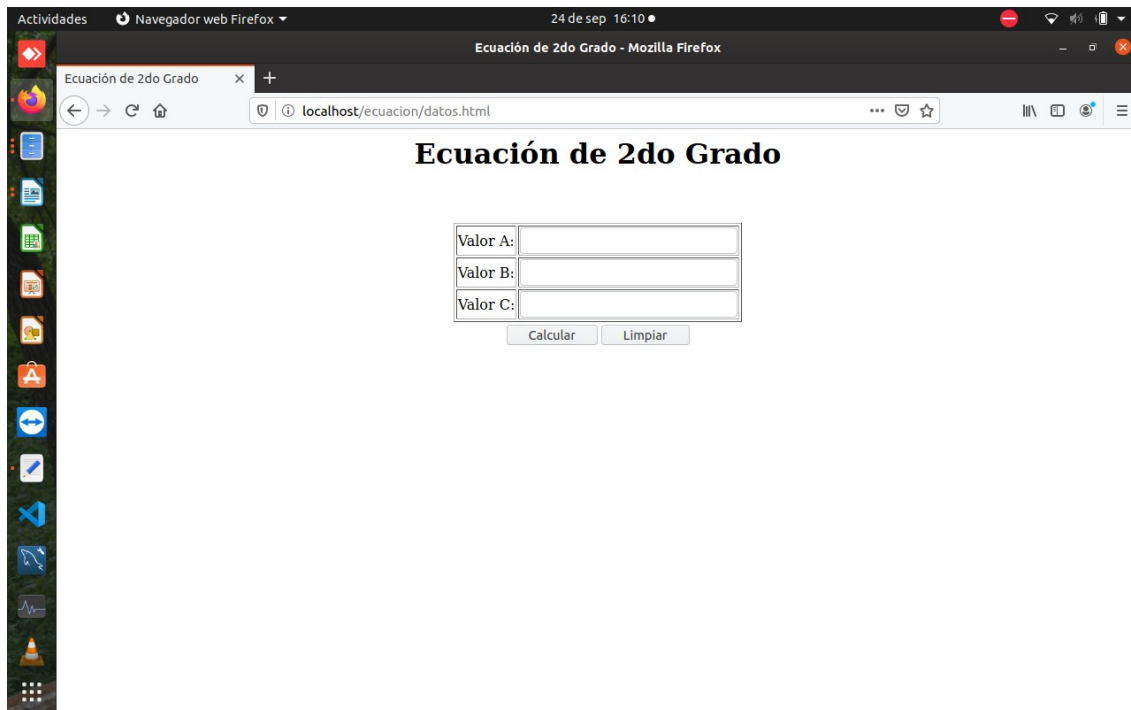 Actividades Navegador web Firefox 24 de sep 16:10
Ecuación de 2do Grado - Mozilla Firefox
Ecuación de 2do Grado
localhost/ecuacion/datos.html
Ecuación de 2do Grado
Valor A:
Valor B:
Valor C:
Calcular Limpiar